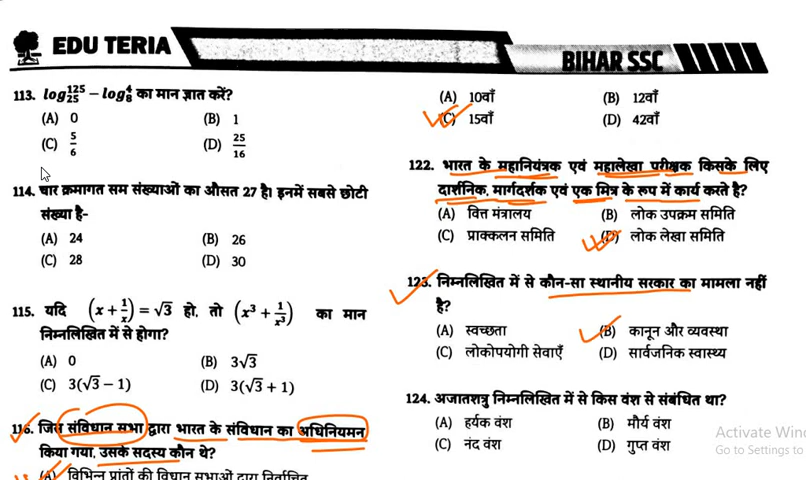 EDU TERIA
BIHAR SSC
113. log₂₅¹²⁵ – log₈⁴ का मान ज्ञात करें?
(A) 0 (B) 1
(C) 5/6 (D) 25/16
114. चार क्रमागत सम संख्याओं का औसत 27 है। इनमें सबसे छोटी
संख्या है-
(A) 24 (B) 26
(C) 28 (D) 30
115. यदि (x + 1/x) = √3 हो, तो (x³ + 1/x³) का मान
निम्नलिखित में से होगा?
(A) 0 (B) 3√3
(C) 3(√3 – 1) (D) 3(√3 + 1)
116. जिस संविधान सभा द्वारा भारत के संविधान का अधिनियमन
किया गया, उसके सदस्य कौन थे?
(A) विभिन्न प्रांतों की विधान सभाओं द्वारा निर्वाचित
(A) 10वाँ (B) 12वाँ
(C) 15वाँ (D) 42वाँ
122. भारत के महानियंत्रक एवं महालेखा परीक्षक किसके लिए
दार्शनिक, मार्गदर्शक एवं एक मित्र के रूप में कार्य करते है?
(A) वित्त मंत्रालय (B) लोक उपक्रम समिति
(C) प्राक्कलन समिति (D) लोक लेखा समिति
123. निम्नलिखित में से कौन-सा स्थानीय सरकार का मामला नहीं
है?
(A) स्वच्छता (B) कानून और व्यवस्था
(C) लोकोपयोगी सेवाएँ (D) सार्वजनिक स्वास्थ्य
124. अजातशत्रु निम्नलिखित में से किस वंश से संबंधित था?
(A) हर्यक वंश (B) मौर्य वंश
(C) नंद वंश (D) गुप्त वंश
Activate Wind
Go to Settings to